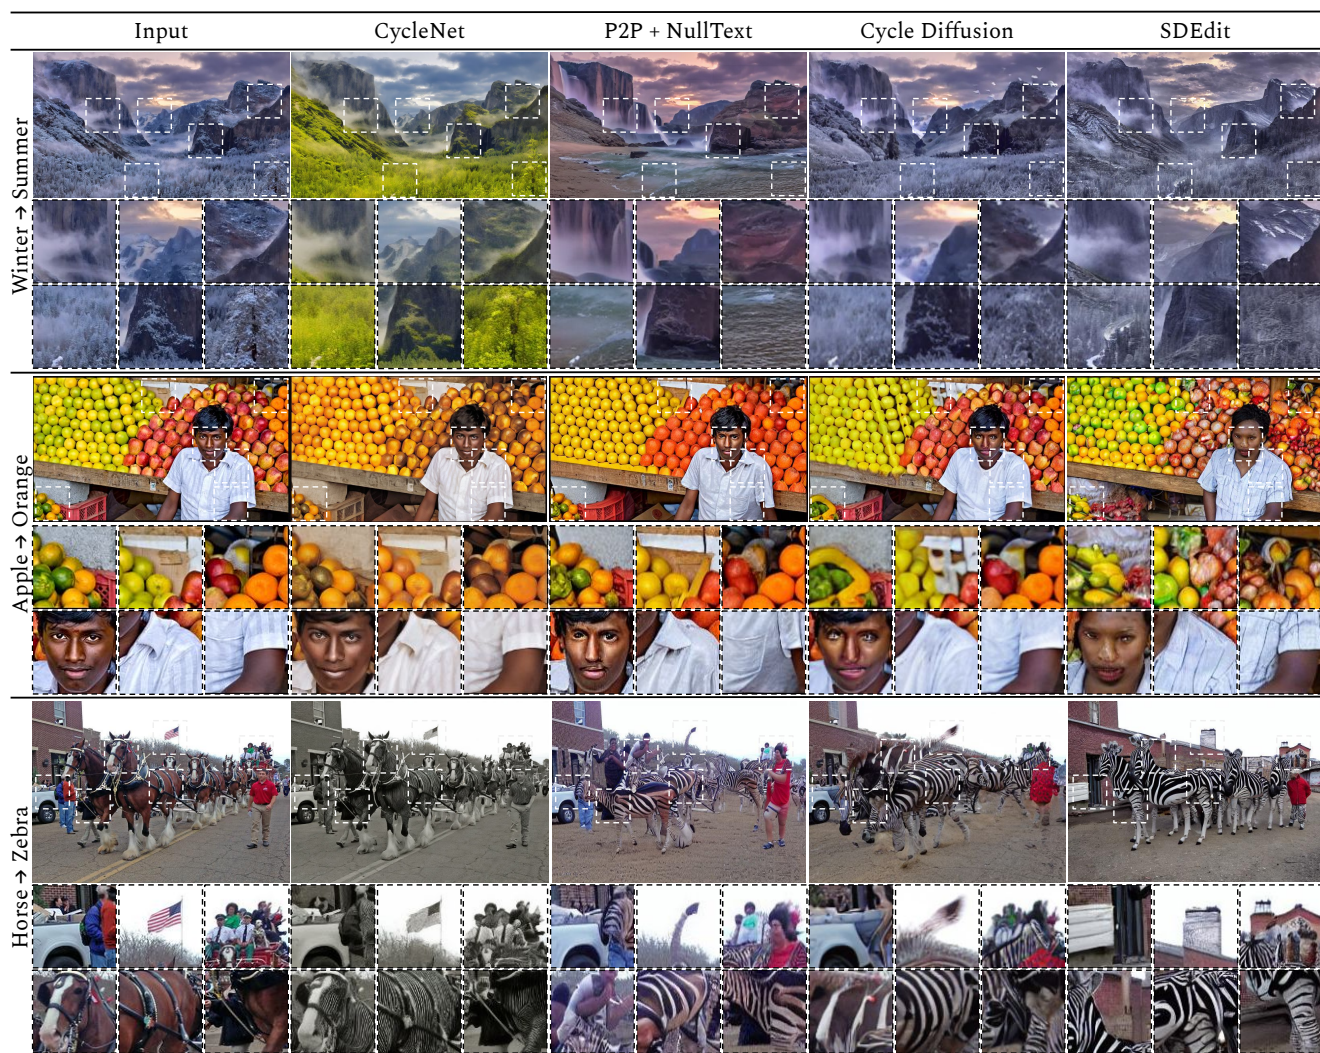 Input CycleNet P2P + NullText Cycle Diffusion SDEdit
Winter → Summer
Apple → Orange
Horse → Zebra